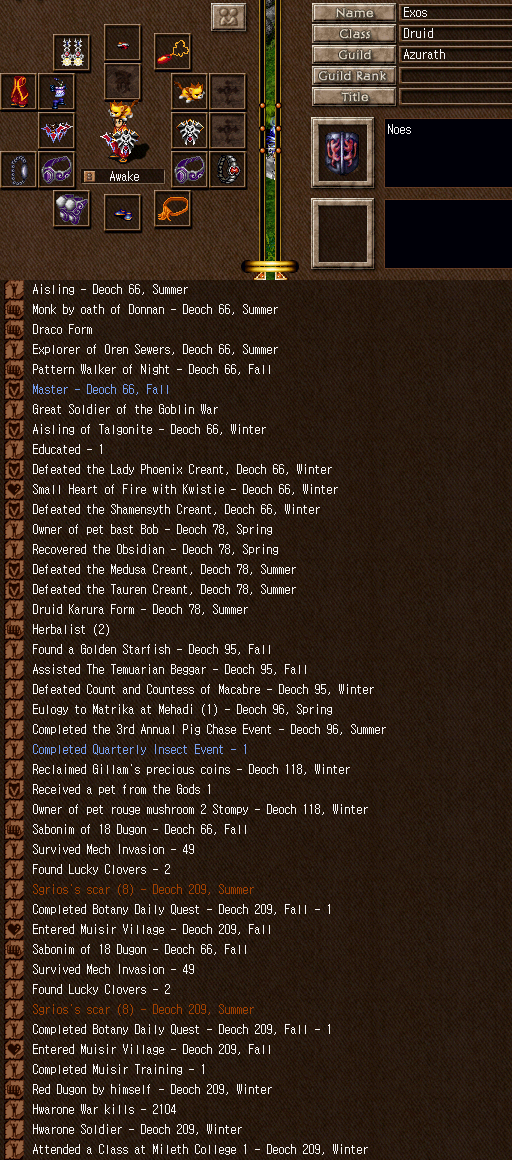 Name Exos
Class Druid
Guild Azurath
Guild Rank
Title
Noes
Awake
Aisling - Deoch 66, Summer
Monk by oath of Donnan - Deoch 66, Summer
Draco Form
Explorer of Oren Sewers, Deoch 66, Summer
Pattern Walker of Night - Deoch 66, Fall
Master - Deoch 66, Fall
Great Soldier of the Goblin War
Aisling of Talgonite - Deoch 66, Winter
Educated - 1
Defeated the Lady Phoenix Creant, Deoch 66, Winter
Small Heart of Fire with Kwistie - Deoch 66, Winter
Defeated the Shamensyth Creant, Deoch 66, Winter
Owner of pet bast Bob - Deoch 78, Spring
Recovered the Obsidian - Deoch 78, Spring
Defeated the Medusa Creant, Deoch 78, Summer
Defeated the Tauren Creant, Deoch 78, Summer
Druid Karura Form - Deoch 78, Summer
Herbalist (2)
Found a Golden Starfish - Deoch 95, Fall
Assisted The Temuarian Beggar - Deoch 95, Fall
Defeated Count and Countess of Macabre - Deoch 95, Winter
Eulogy to Matrika at Mehadi (1) - Deoch 96, Spring
Completed the 3rd Annual Pig Chase Event - Deoch 96, Summer
Completed Quarterly Insect Event - 1
Reclaimed Gillam's precious coins - Deoch 118, Winter
Received a pet from the Gods 1
Owner of pet rouge mushroom 2 Stompy - Deoch 118, Winter
Sabonim of 18 Dugon - Deoch 66, Fall
Survived Mech Invasion - 49
Found Lucky Clovers - 2
Sgrios's scar (8) - Deoch 209, Summer
Completed Botany Daily Quest - Deoch 209, Fall - 1
Entered Muisir Village - Deoch 209, Fall
Sabonim of 18 Dugon - Deoch 66, Fall
Survived Mech Invasion - 49
Found Lucky Clovers - 2
Sgrios's scar (8) - Deoch 209, Summer
Completed Botany Daily Quest - Deoch 209, Fall - 1
Entered Muisir Village - Deoch 209, Fall
Completed Muisir Training - 1
Red Dugon by himself - Deoch 209, Winter
Hwarone War kills - 2104
Hwarone Soldier - Deoch 209, Winter
Attended a Class at Mileth College 1 - Deoch 209, Winter